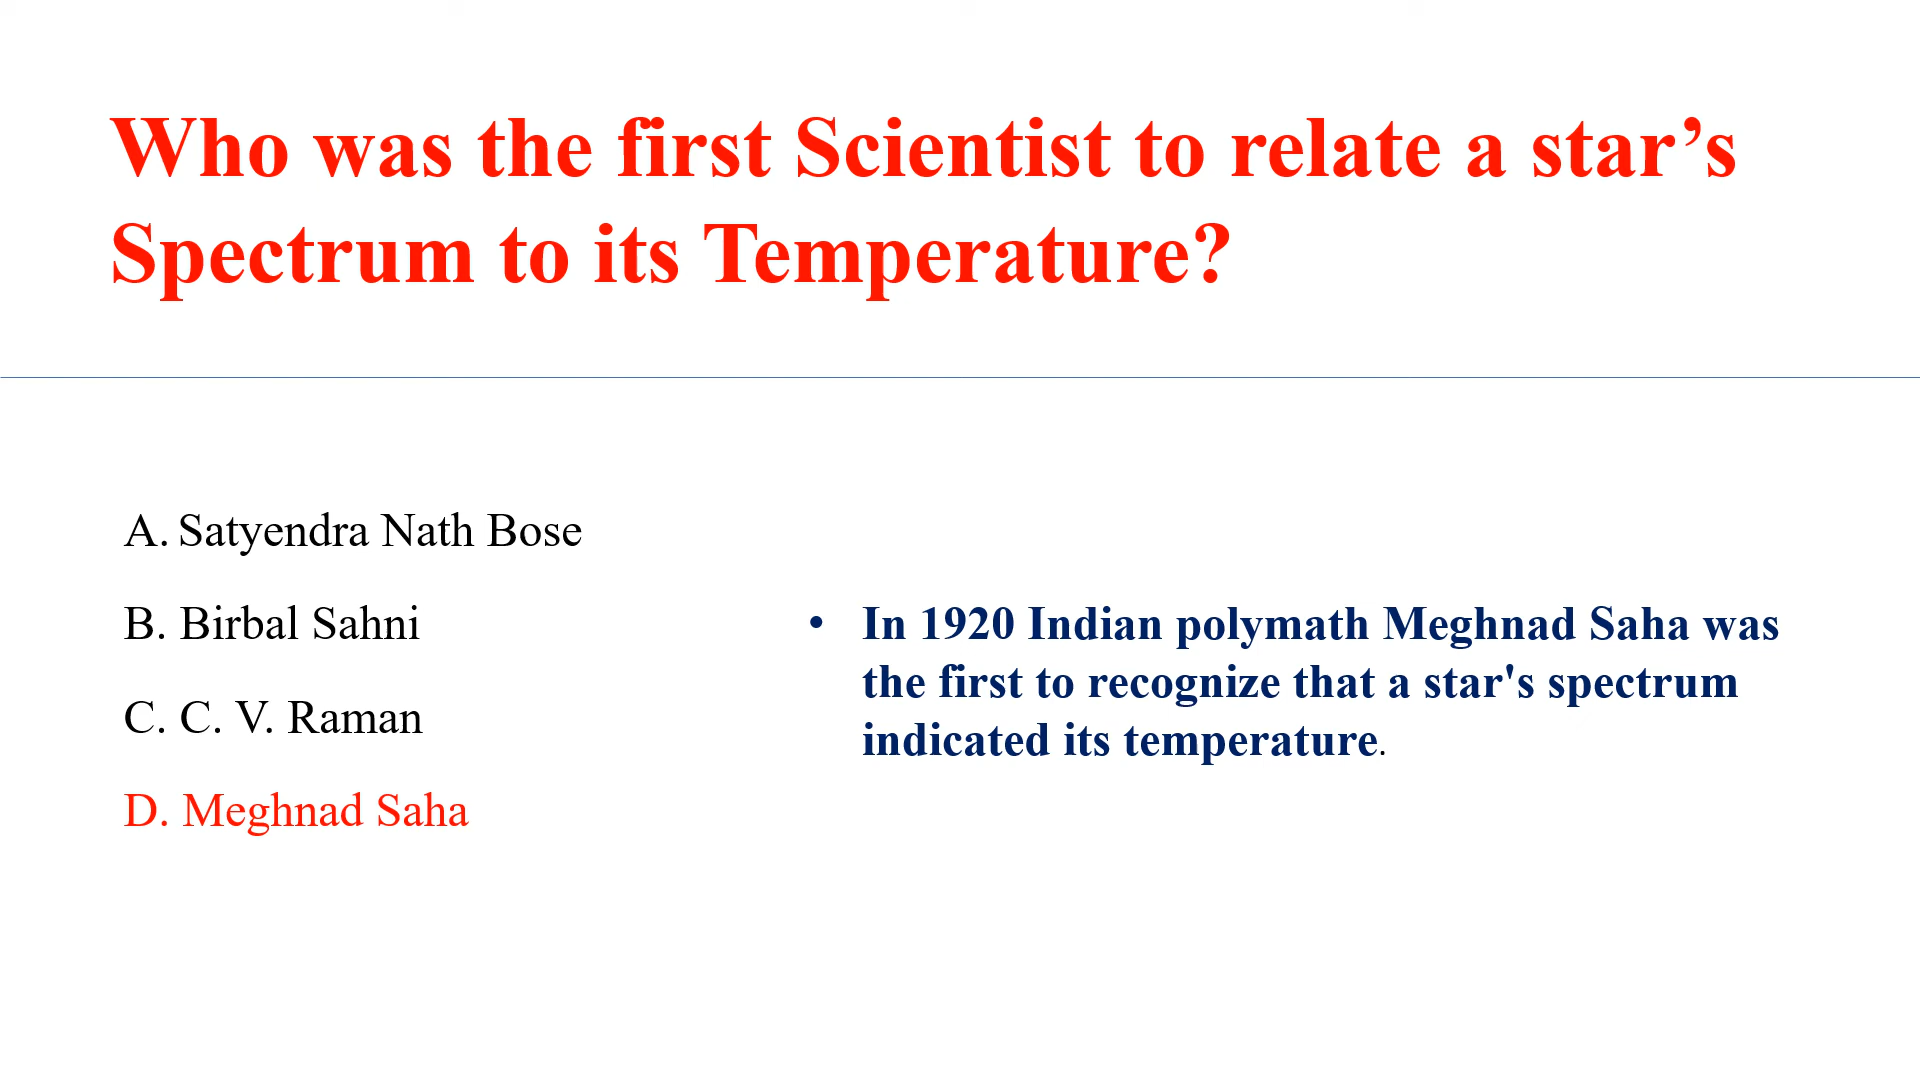 Who was the first Scientist to relate a star’s
Spectrum to its Temperature?
A. Satyendra Nath Bose
B. Birbal Sahni
C. C. V. Raman
D. Meghnad Saha
• In 1920 Indian polymath Meghnad Saha was
the first to recognize that a star's spectrum
indicated its temperature.